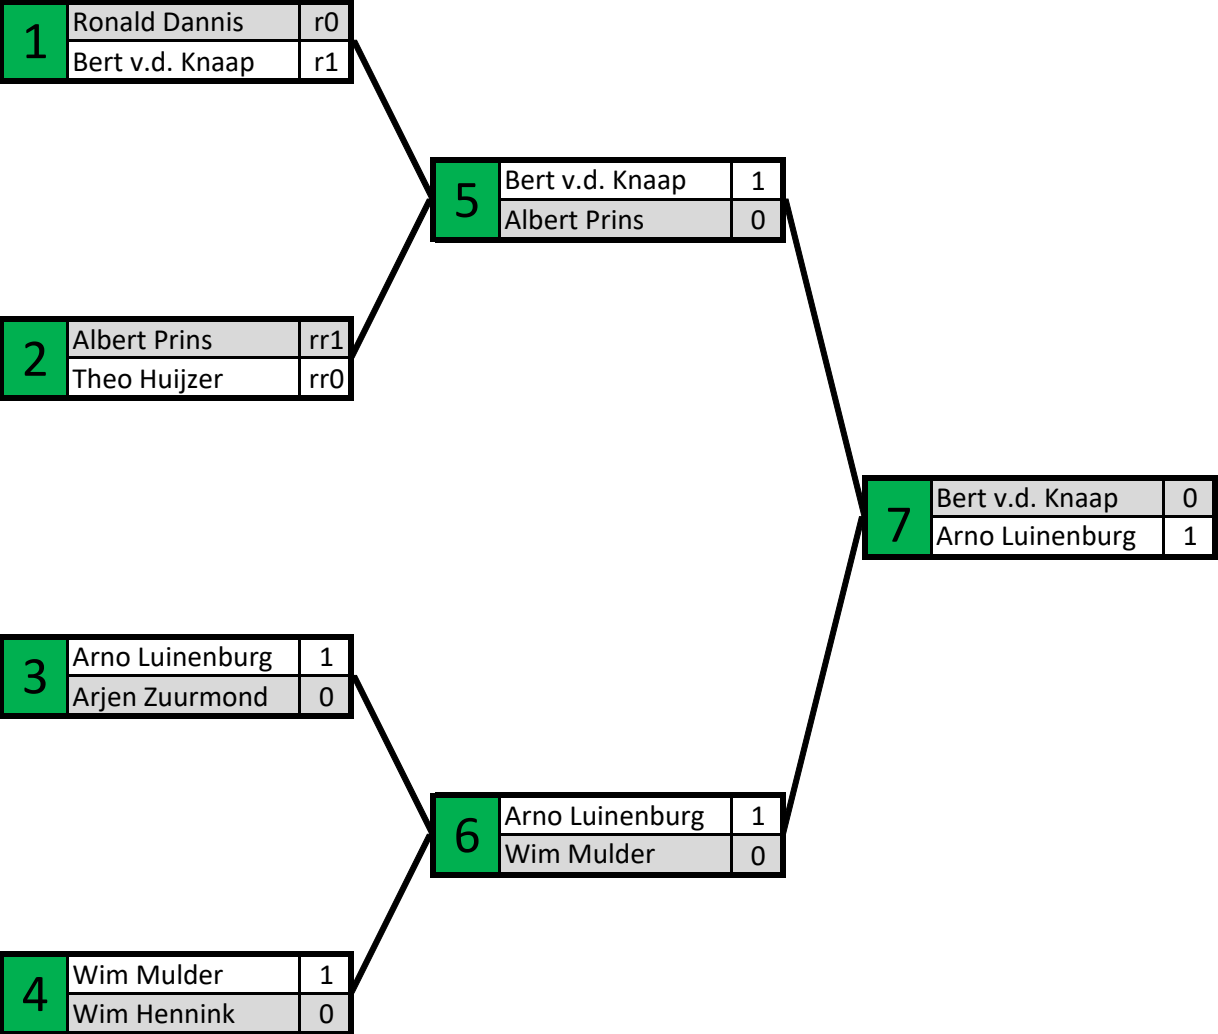 1
Ronald Dannis r0
Bert v.d. Knaap r1
5
Bert v.d. Knaap 1
Albert Prins 0
2
Albert Prins rr1
Theo Huijzer rr0
7
Bert v.d. Knaap 0
Arno Luinenburg 1
3
Arno Luinenburg 1
Arjen Zuurmond 0
6
Arno Luinenburg 1
Wim Mulder 0
4
Wim Mulder 1
Wim Hennink 0